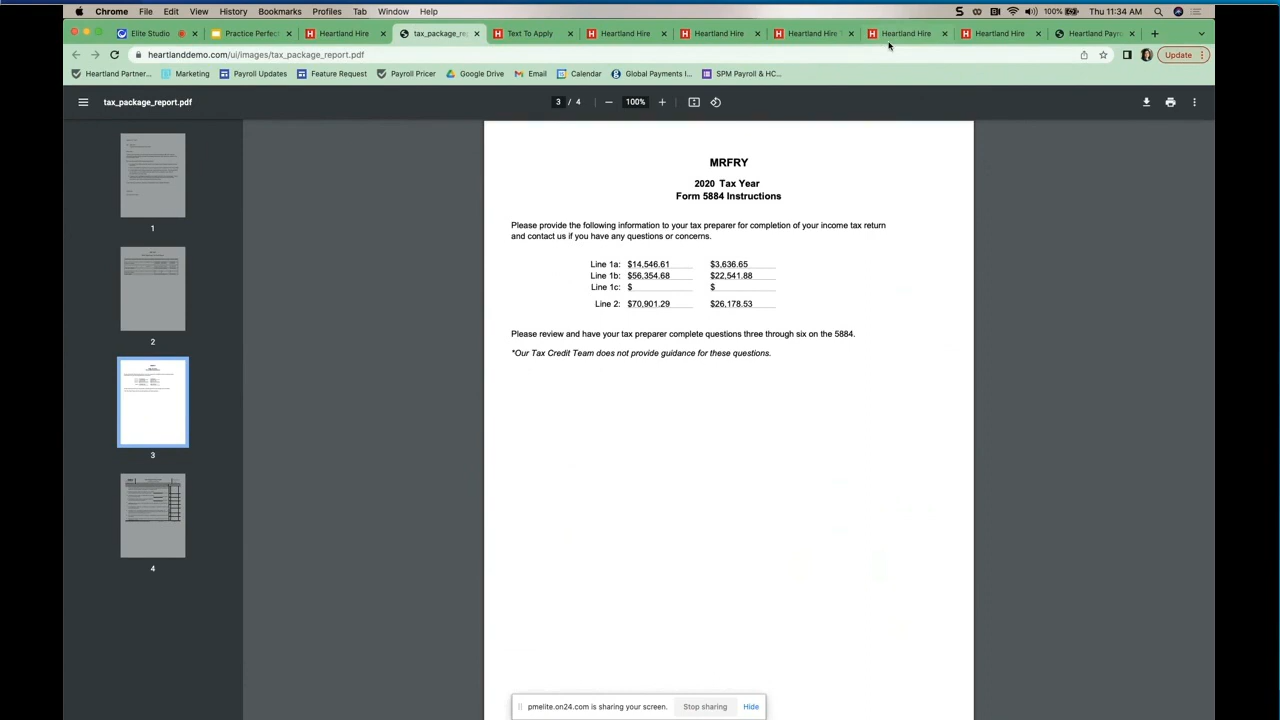 Chrome File Edit View History Bookmarks Profiles Tab Window Help 100% Thu 11:34 AM
Elite Studio Practice Perfec Heartland Hire tax_package_rep Text To Apply Heartland Hire Heartland Hire Heartland Hire Heartland Hire Heartland Hire Heartland Payro
heartlanddemo.com/ui/images/tax_package_report.pdf Update
Heartland Partner... Marketing Payroll Updates Feature Request Payroll Pricer Google Drive Email Calendar Global Payments I... SPM Payroll & HC...
tax_package_report.pdf 3 / 4 100%
1
2
3
4
MRFRY
2020 Tax Year
Form 5884 Instructions
Please provide the following information to your tax preparer for completion of your income tax return
and contact us if you have any questions or concerns.
Line 1a: $14,546.61 $3,636.65
Line 1b: $56,354.68 $22,541.88
Line 1c: $ $
Line 2: $70,901.29 $26,178.53
Please review and have your tax preparer complete questions three through six on the 5884.
*Our Tax Credit Team does not provide guidance for these questions.
pmelite.on24.com is sharing your screen. Stop sharing Hide